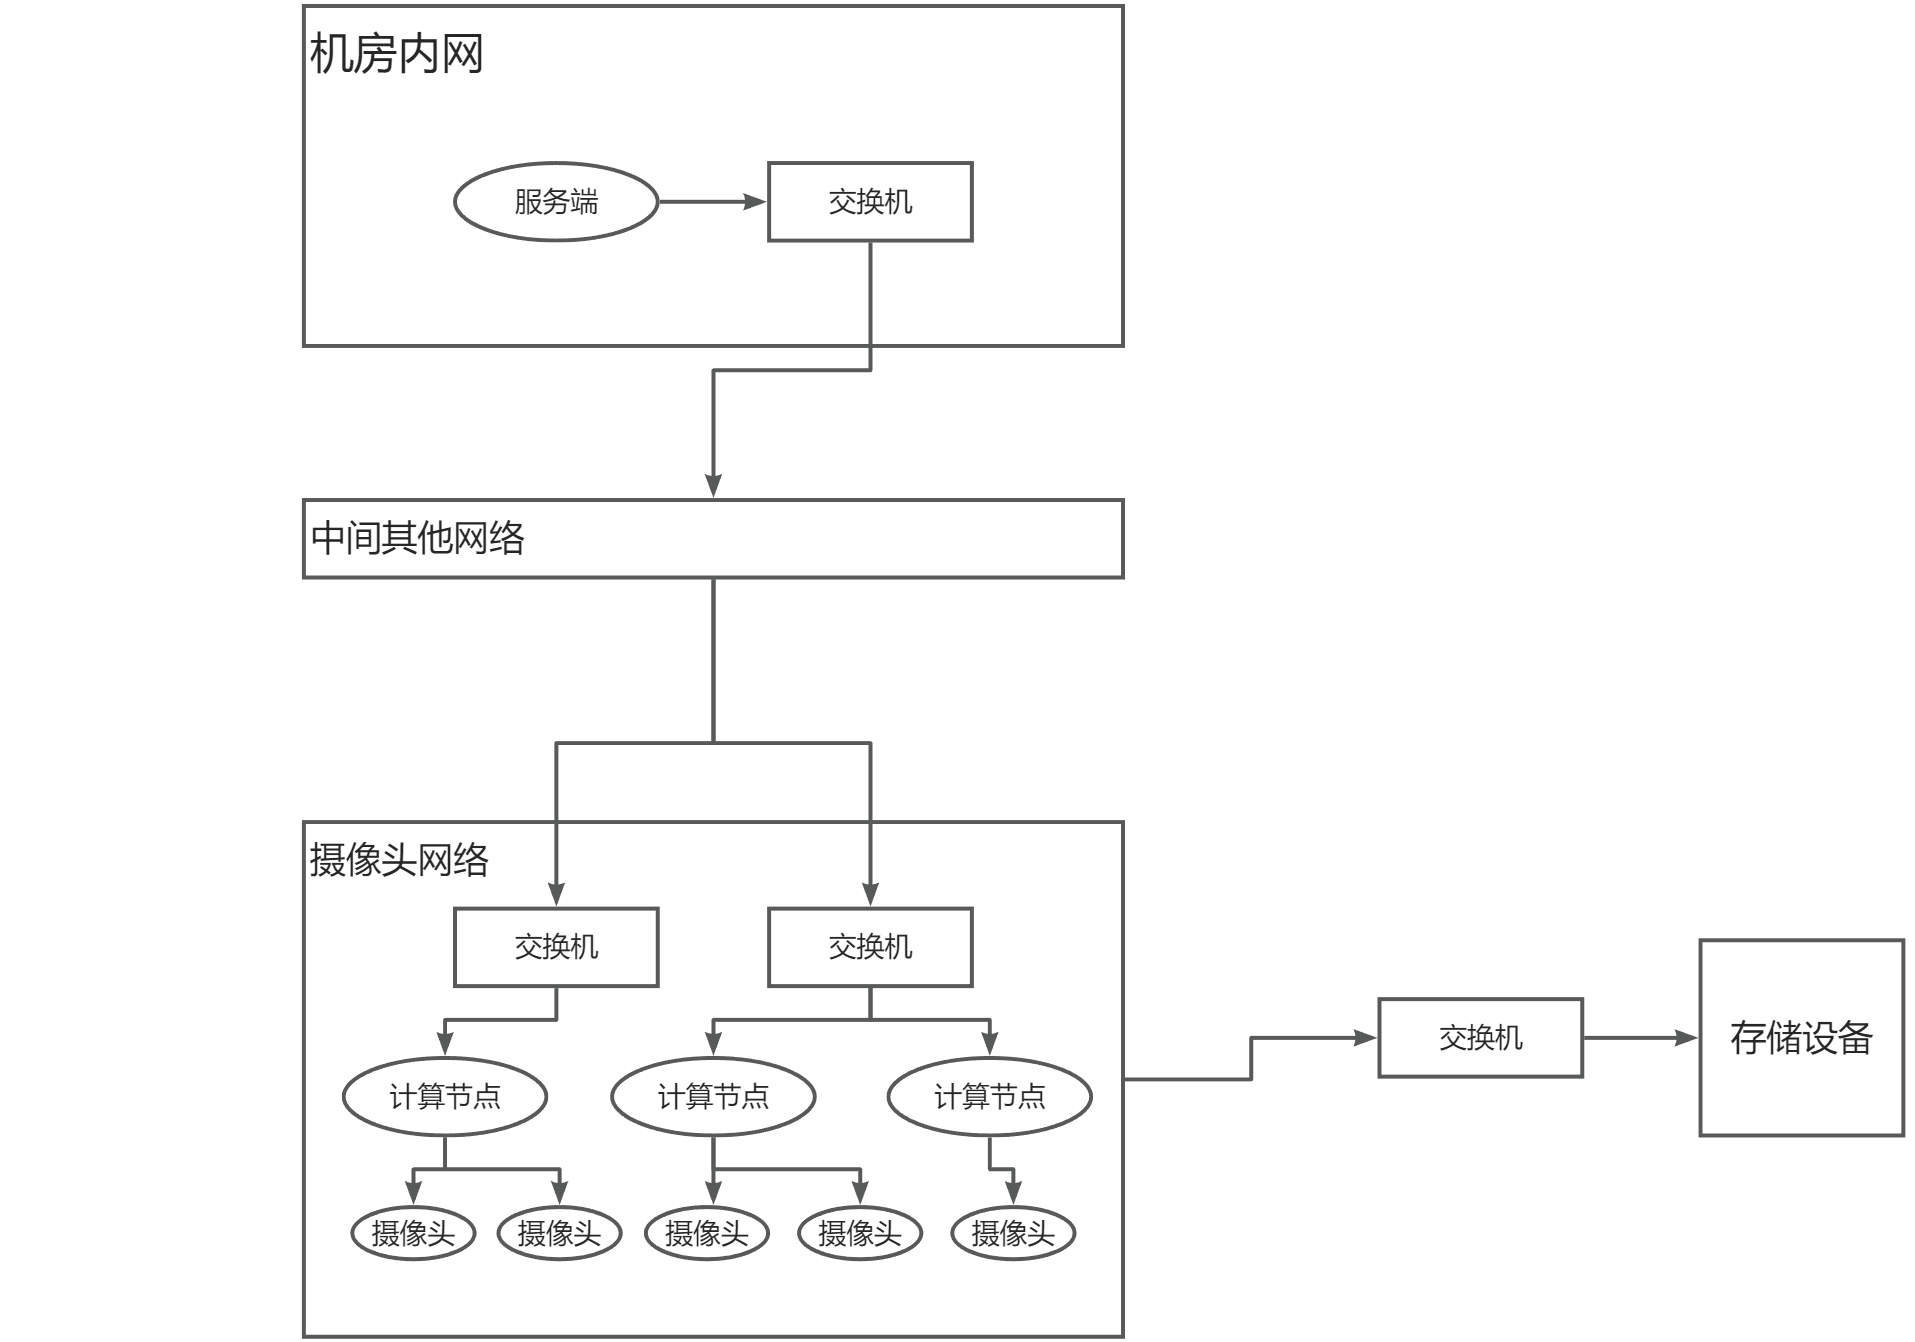 机房内网
服务端
交换机
中间其他网络
摄像头网络
交换机
交换机
交换机
存储设备
计算节点
计算节点
计算节点
摄像头
摄像头
摄像头
摄像头
摄像头